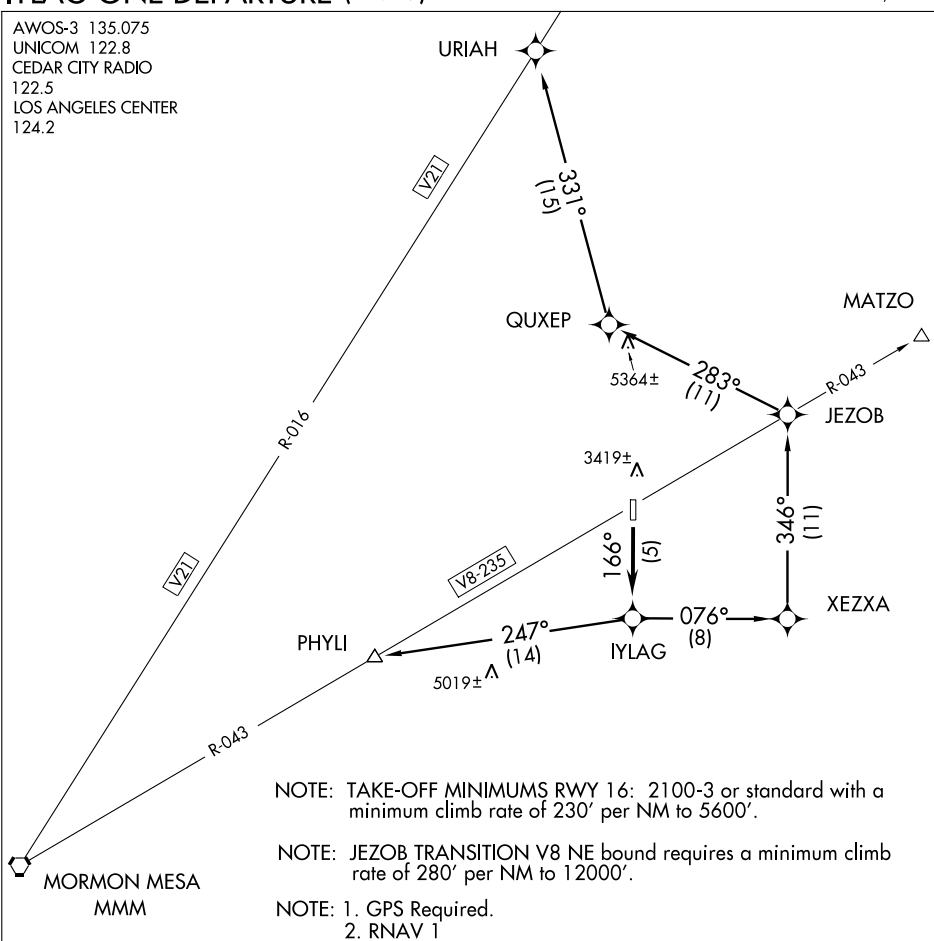 AWOS-3 135.075
UNICOM 122.8
CEDAR CITY RADIO
122.5
LOS ANGELES CENTER
124.2
URIAH
V21
331°
(15)
MATZO
QUXEP
5364±
283°
(11)
R-043
JEZOB
R-016
3419±
346°
(11)
166°
(5)
V21
V8-235
XEZXA
PHYLI
247°
(14)
076°
(8)
IYLAG
5019±
R-043
NOTE: TAKE-OFF MINIMUMS RWY 16: 2100-3 or standard with a
minimum climb rate of 230' per NM to 5600'.
NOTE: JEZOB TRANSITION V8 NE bound requires a minimum climb
rate of 280' per NM to 12000'.
MORMON MESA
MMM
NOTE: 1. GPS Required.
2. RNAV 1